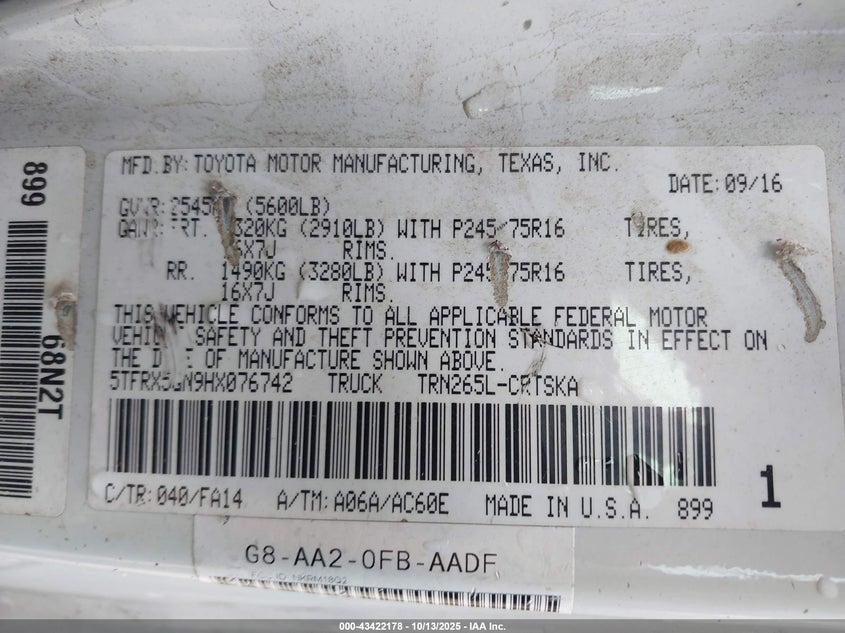 899
68N2T
MFD.BY:TOYOTA MOTOR MANUFACTURING, TEXAS, INC.
DATE:09/16
(5600LB)
(2910LB) WITH 75R16 TIRES,
RIMS.
RR. 1490KG (3280LB) WITH 75R16 TIRES,
16X7J RIMS.
THIS VEHICLE CONFORMS TO ALL APPLICABLE FEDERAL MOTOR
SAFETY AND THEFT PREVENTION STANDARDS IN EFFECT ON
THE OF MANUFACTURE SHOWN ABOVE.
TRUCK TRN265L-CRTSKA
C/TR:040/FA14 A/TM:A06A/AC60E MADE IN U.S.A. 899
1
G8-AA2-0FB-AADF
000-43422178 - 10/13/2025 - IAA Inc.